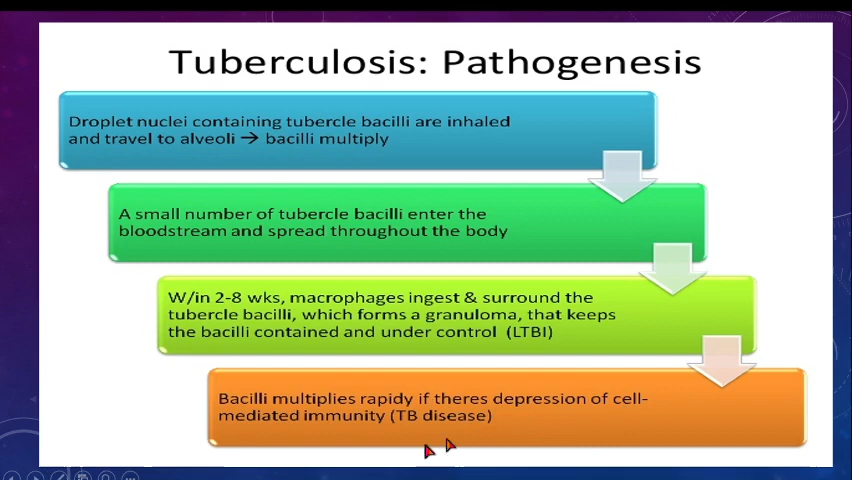 Tuberculosis: Pathogenesis
Droplet nuclei containing tubercle bacilli are inhaled
and travel to alveoli → bacilli multiply
A small number of tubercle bacilli enter the
bloodstream and spread throughout the body
W/in 2-8 wks, macrophages ingest & surround the
tubercle bacilli, which forms a granuloma, that keeps
the bacilli contained and under control (LTBI)
Bacilli multiplies rapidy if theres depression of cell-
mediated immunity (TB disease)